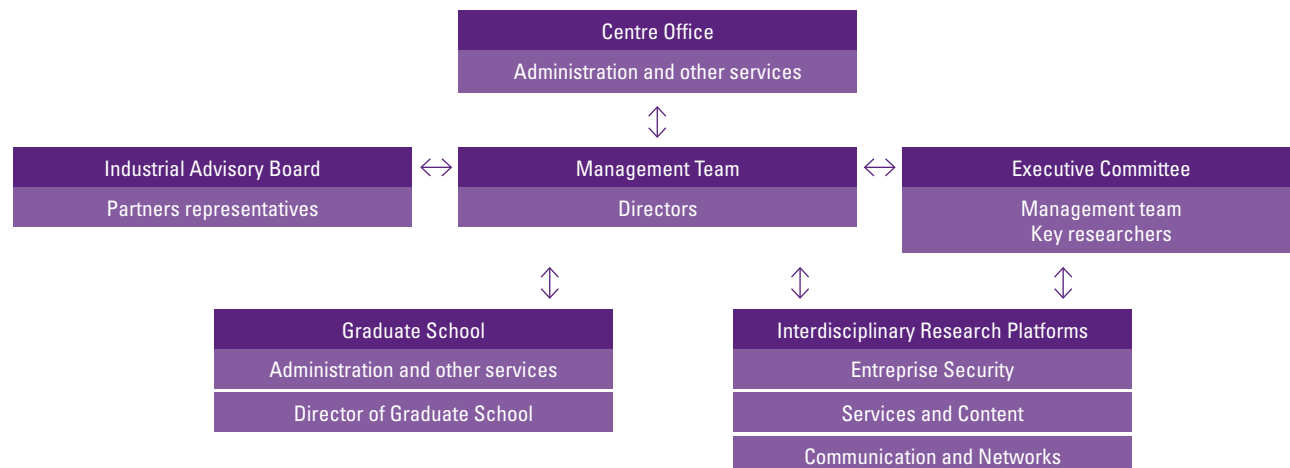 Centre Office
Administration and other services
Industrial Advisory Board
Partners representatives
Management Team
Directors
Executive Committee
Management team
Key researchers
Graduate School
Administration and other services
Director of Graduate School
Interdisciplinary Research Platforms
Entreprise Security
Services and Content
Communication and Networks